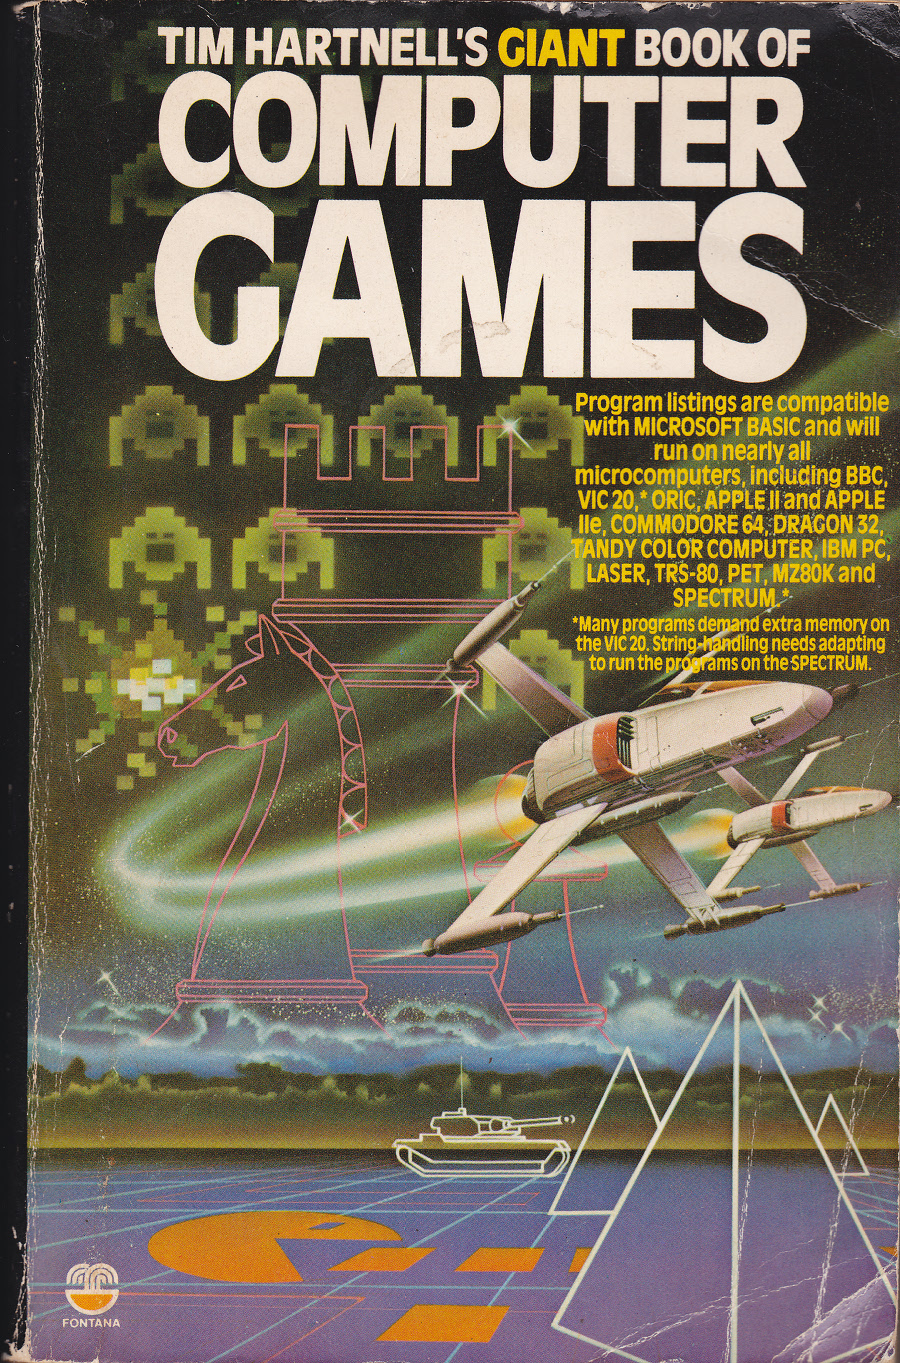 TIM HARTNELL'S GIANT BOOK OF
COMPUTER
GAMES
Program listings are compatible
with MICROSOFT BASIC and will
run on nearly all
microcomputers, including BBC,
VIC 20,* ORIC, APPLE II and APPLE
IIe, COMMODORE 64, DRAGON 32,
TANDY COLOR COMPUTER, IBM PC,
LASER, TRS-80, PET, MZ80K and
SPECTRUM.*
*Many programs demand extra memory on
the VIC 20. String-handling needs adapting
to run the programs on the SPECTRUM.
FONTANA